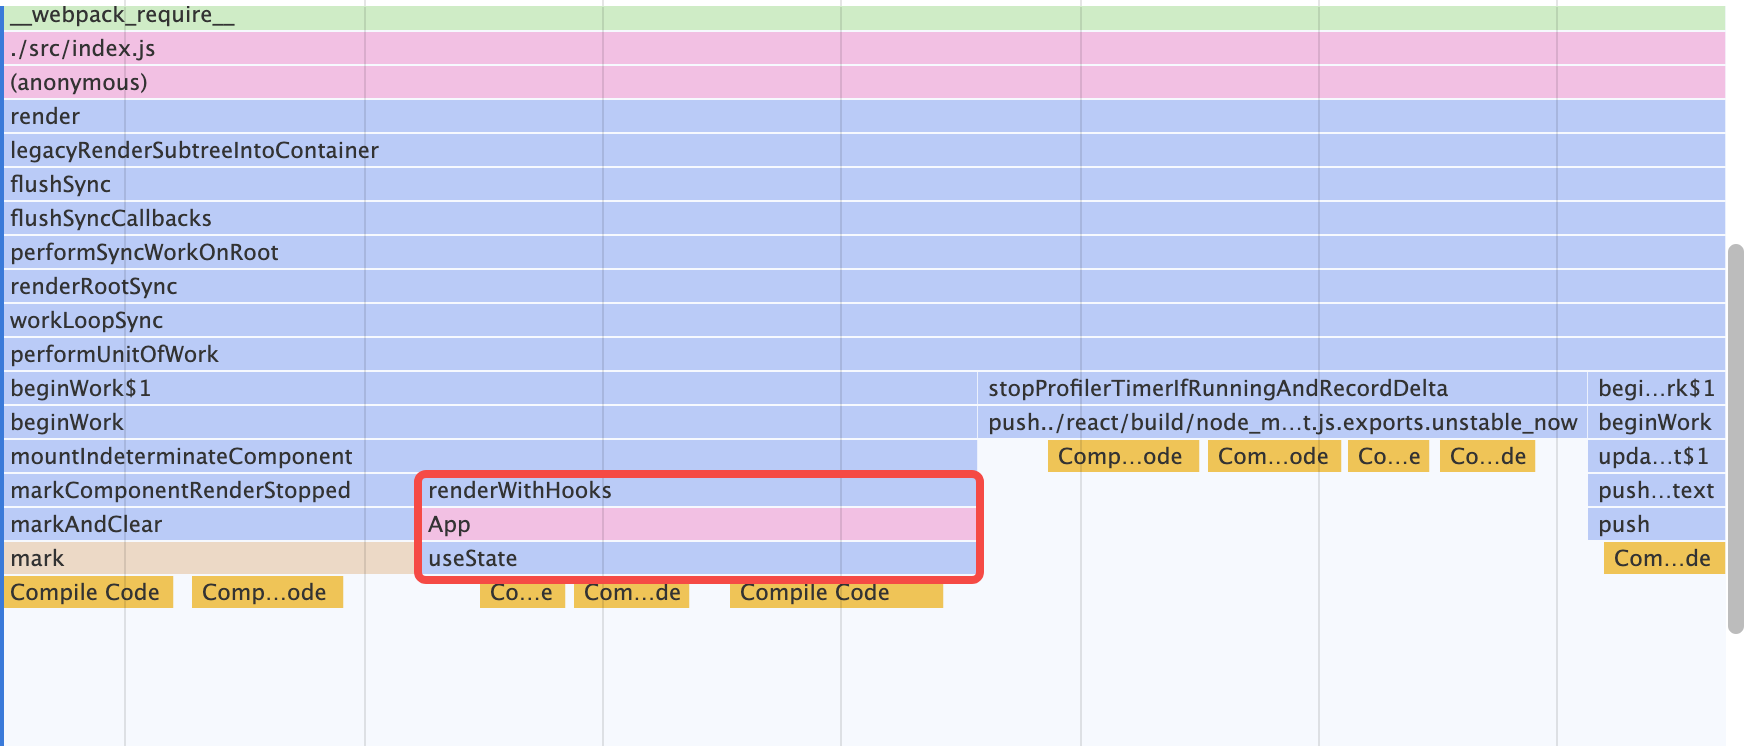 __webpack_require__
./src/index.js
(anonymous)
render
legacyRenderSubtreeIntoContainer
flushSync
flushSyncCallbacks
performSyncWorkOnRoot
renderRootSync
workLoopSync
performUnitOfWork
beginWork$1 stopProfilerTimerIfRunningAndRecordDelta begi…rk$1
beginWork push../react/build/node_m…t.js.exports.unstable_now beginWork
mountIndeterminateComponent Comp…ode Com…ode Co…e Co…de upda…t$1
markComponentRenderStopped renderWithHooks push…text
markAndClear App push
mark useState Com…de
Compile Code Comp…ode Co…e Com…de Compile Code